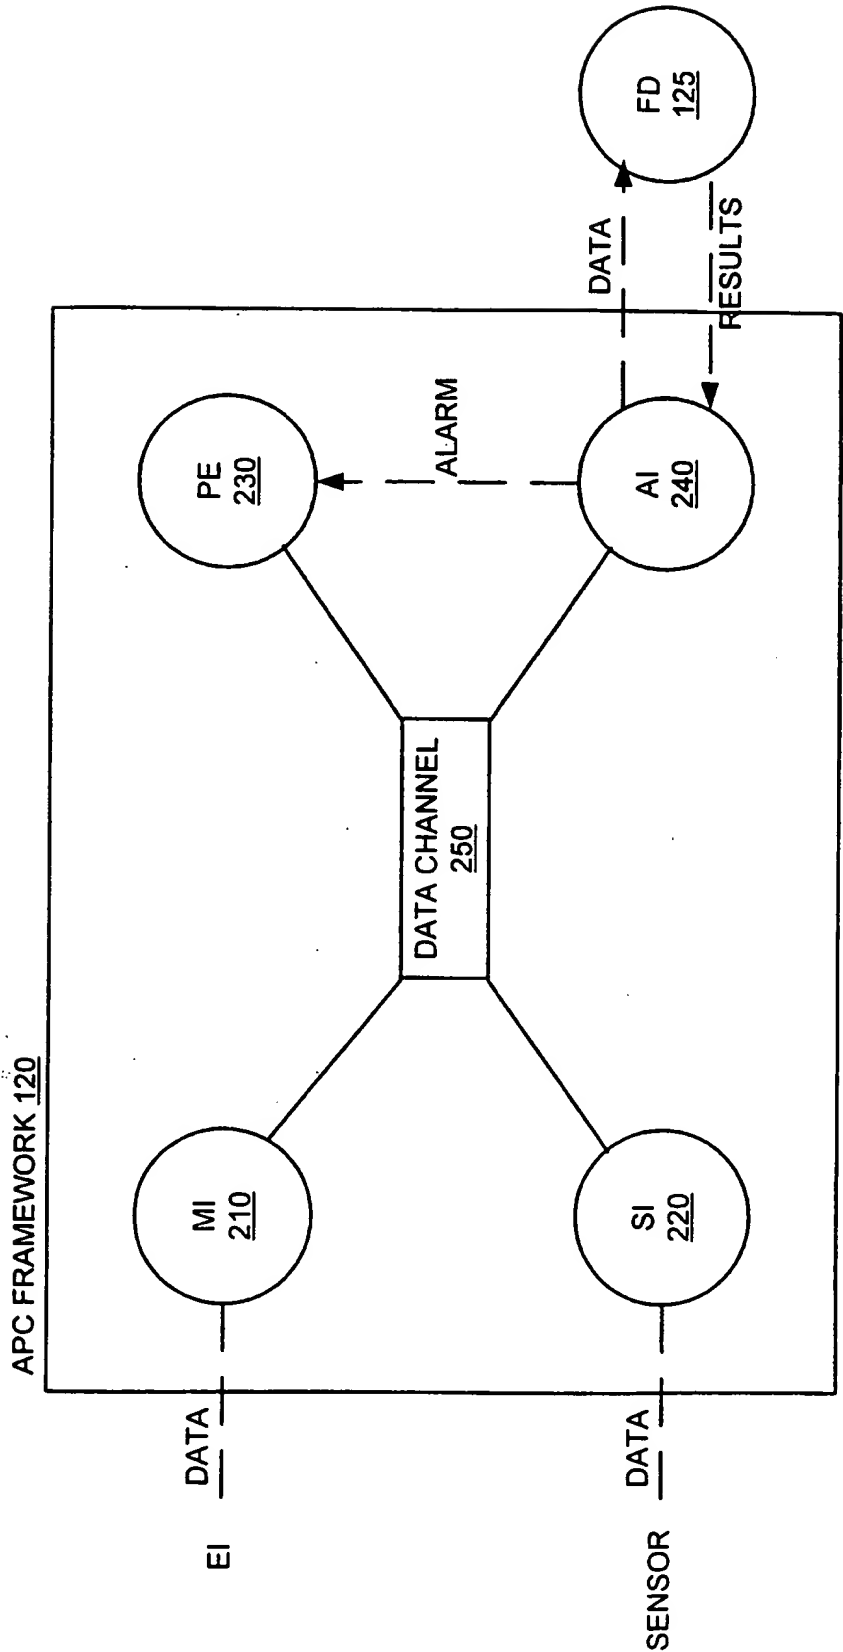 APC FRAMEWORK 120
EI
DATA
MI
210
PE
230
DATA CHANNEL
250
ALARM
SENSOR
DATA
SI
220
AI
240
DATA
RESULTS
FD
125